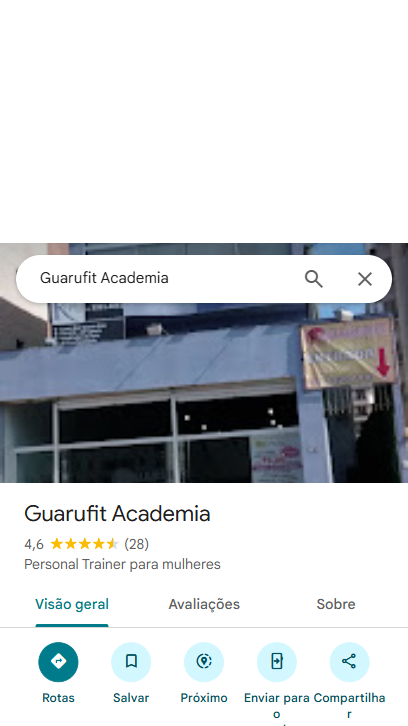 Guarufit Academia
Guarufit Academia
4,6 (28)
Personal Trainer para mulheres
Visão geral
Avaliações
Sobre
Rotas
Salvar
Próximo
Enviar para
o
Compartilha
r